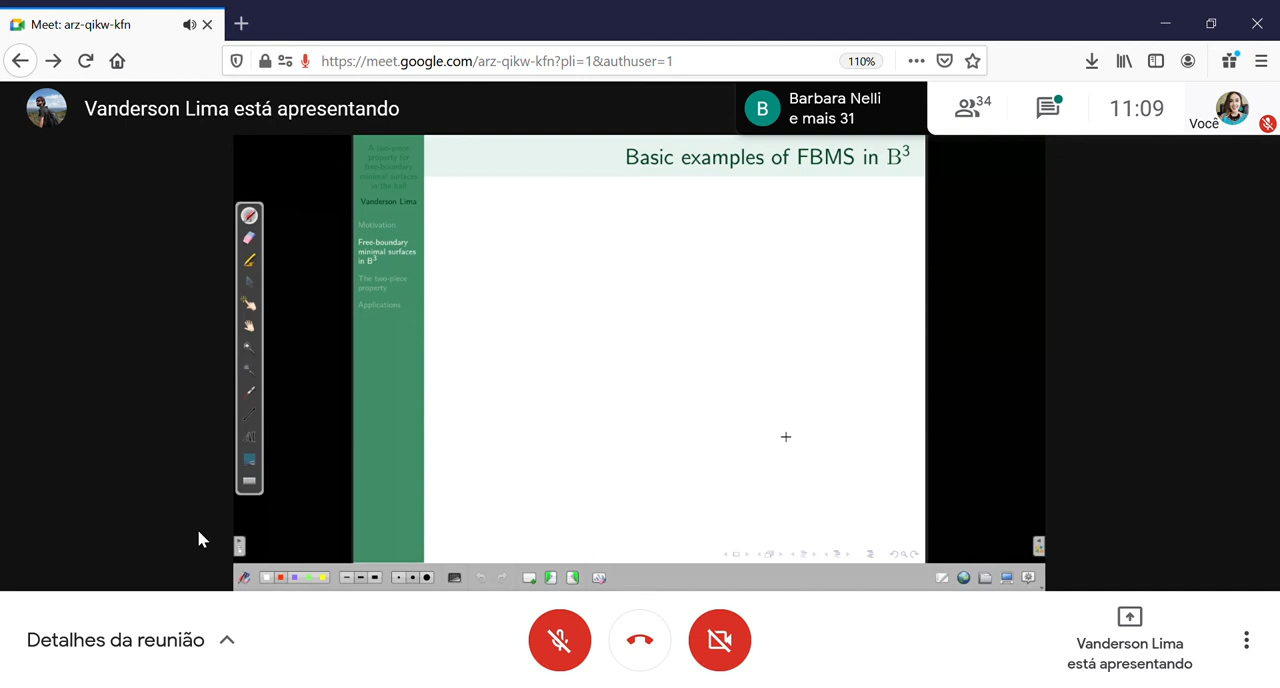 Meet: arz-qikw-kfn
https://meet.google.com/arz-qikw-kfn?pli=1&authuser=1
110%
Vanderson Lima está apresentando
B
Barbara Nelli
e mais 31
34
11:09
Você
A two-piece
property for
free-boundary
minimal surfaces
in the ball
Vanderson Lima
Motivation
Free-boundary
minimal surfaces
in B³
The two-piece
property
Applications
Basic examples of FBMS in B³
Detalhes da reunião
Vanderson Lima
está apresentando